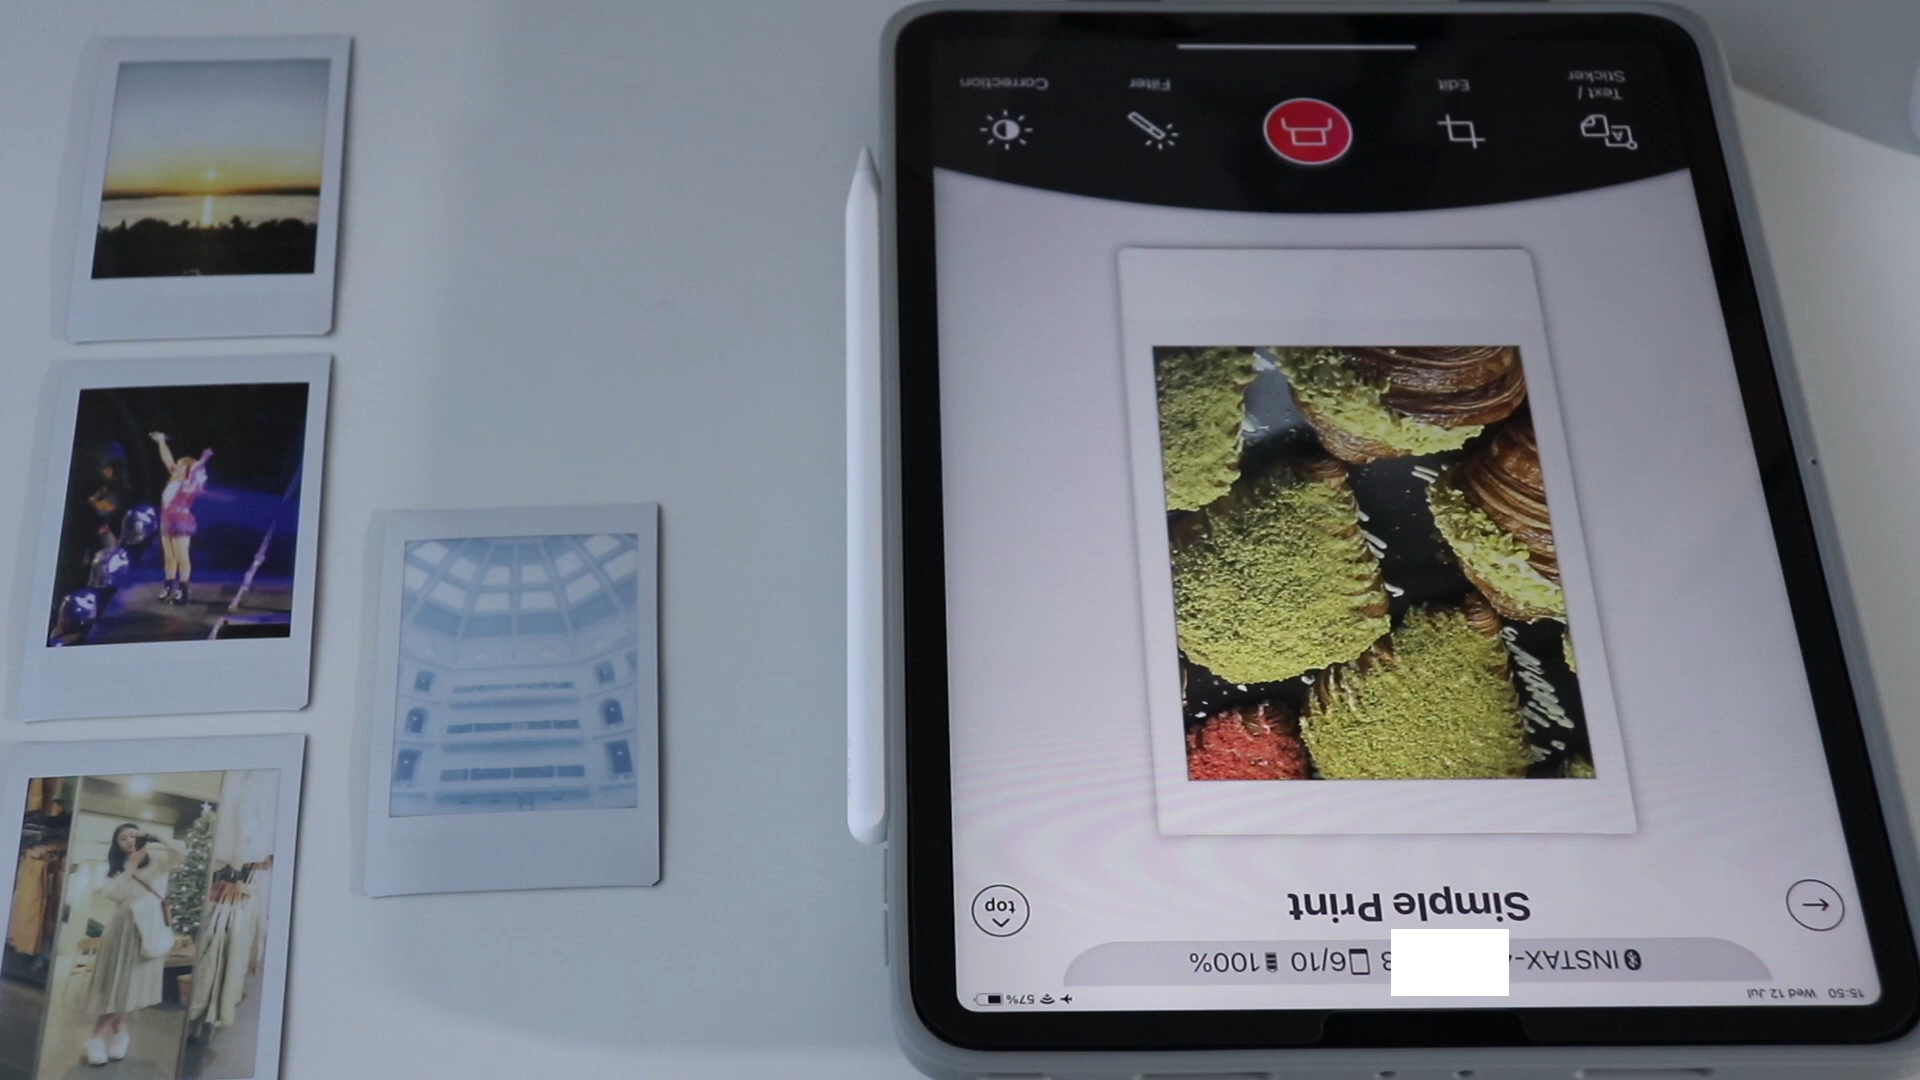 15:50 Wed 12 Jul 57%
INSTAX- 6/10 100%
top
Simple Print
Text /
Sticker
Edit
Filter
Correction